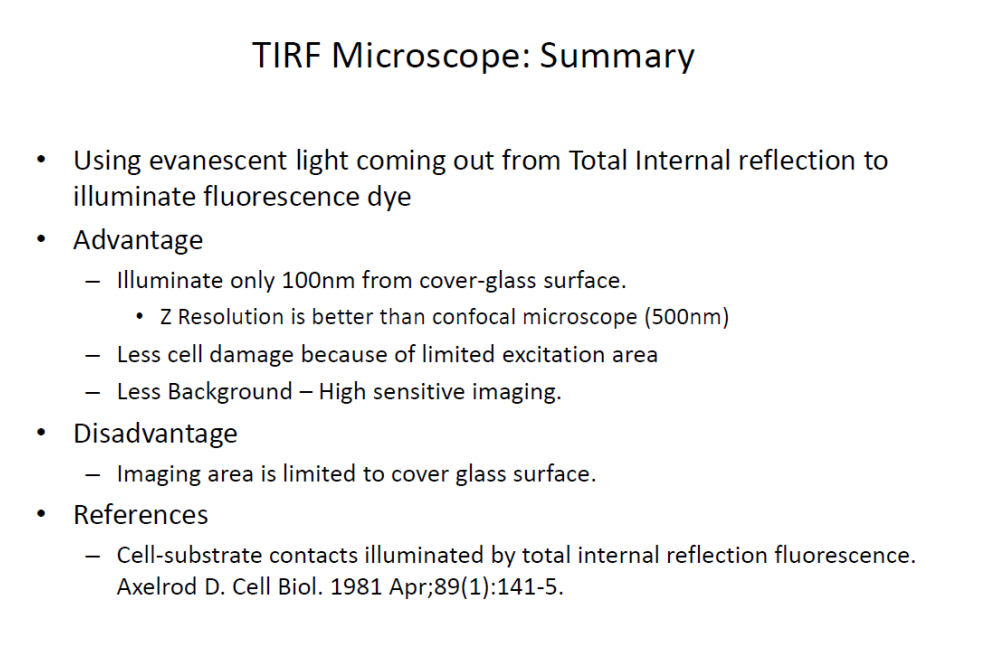 TIRF Microscope: Summary
• Using evanescent light coming out from Total Internal reflection to
illuminate fluorescence dye
• Advantage
– Illuminate only 100nm from cover-glass surface.
• Z Resolution is better than confocal microscope (500nm)
– Less cell damage because of limited excitation area
– Less Background – High sensitive imaging.
• Disadvantage
– Imaging area is limited to cover glass surface.
• References
– Cell-substrate contacts illuminated by total internal reflection fluorescence.
Axelrod D. Cell Biol. 1981 Apr;89(1):141-5.